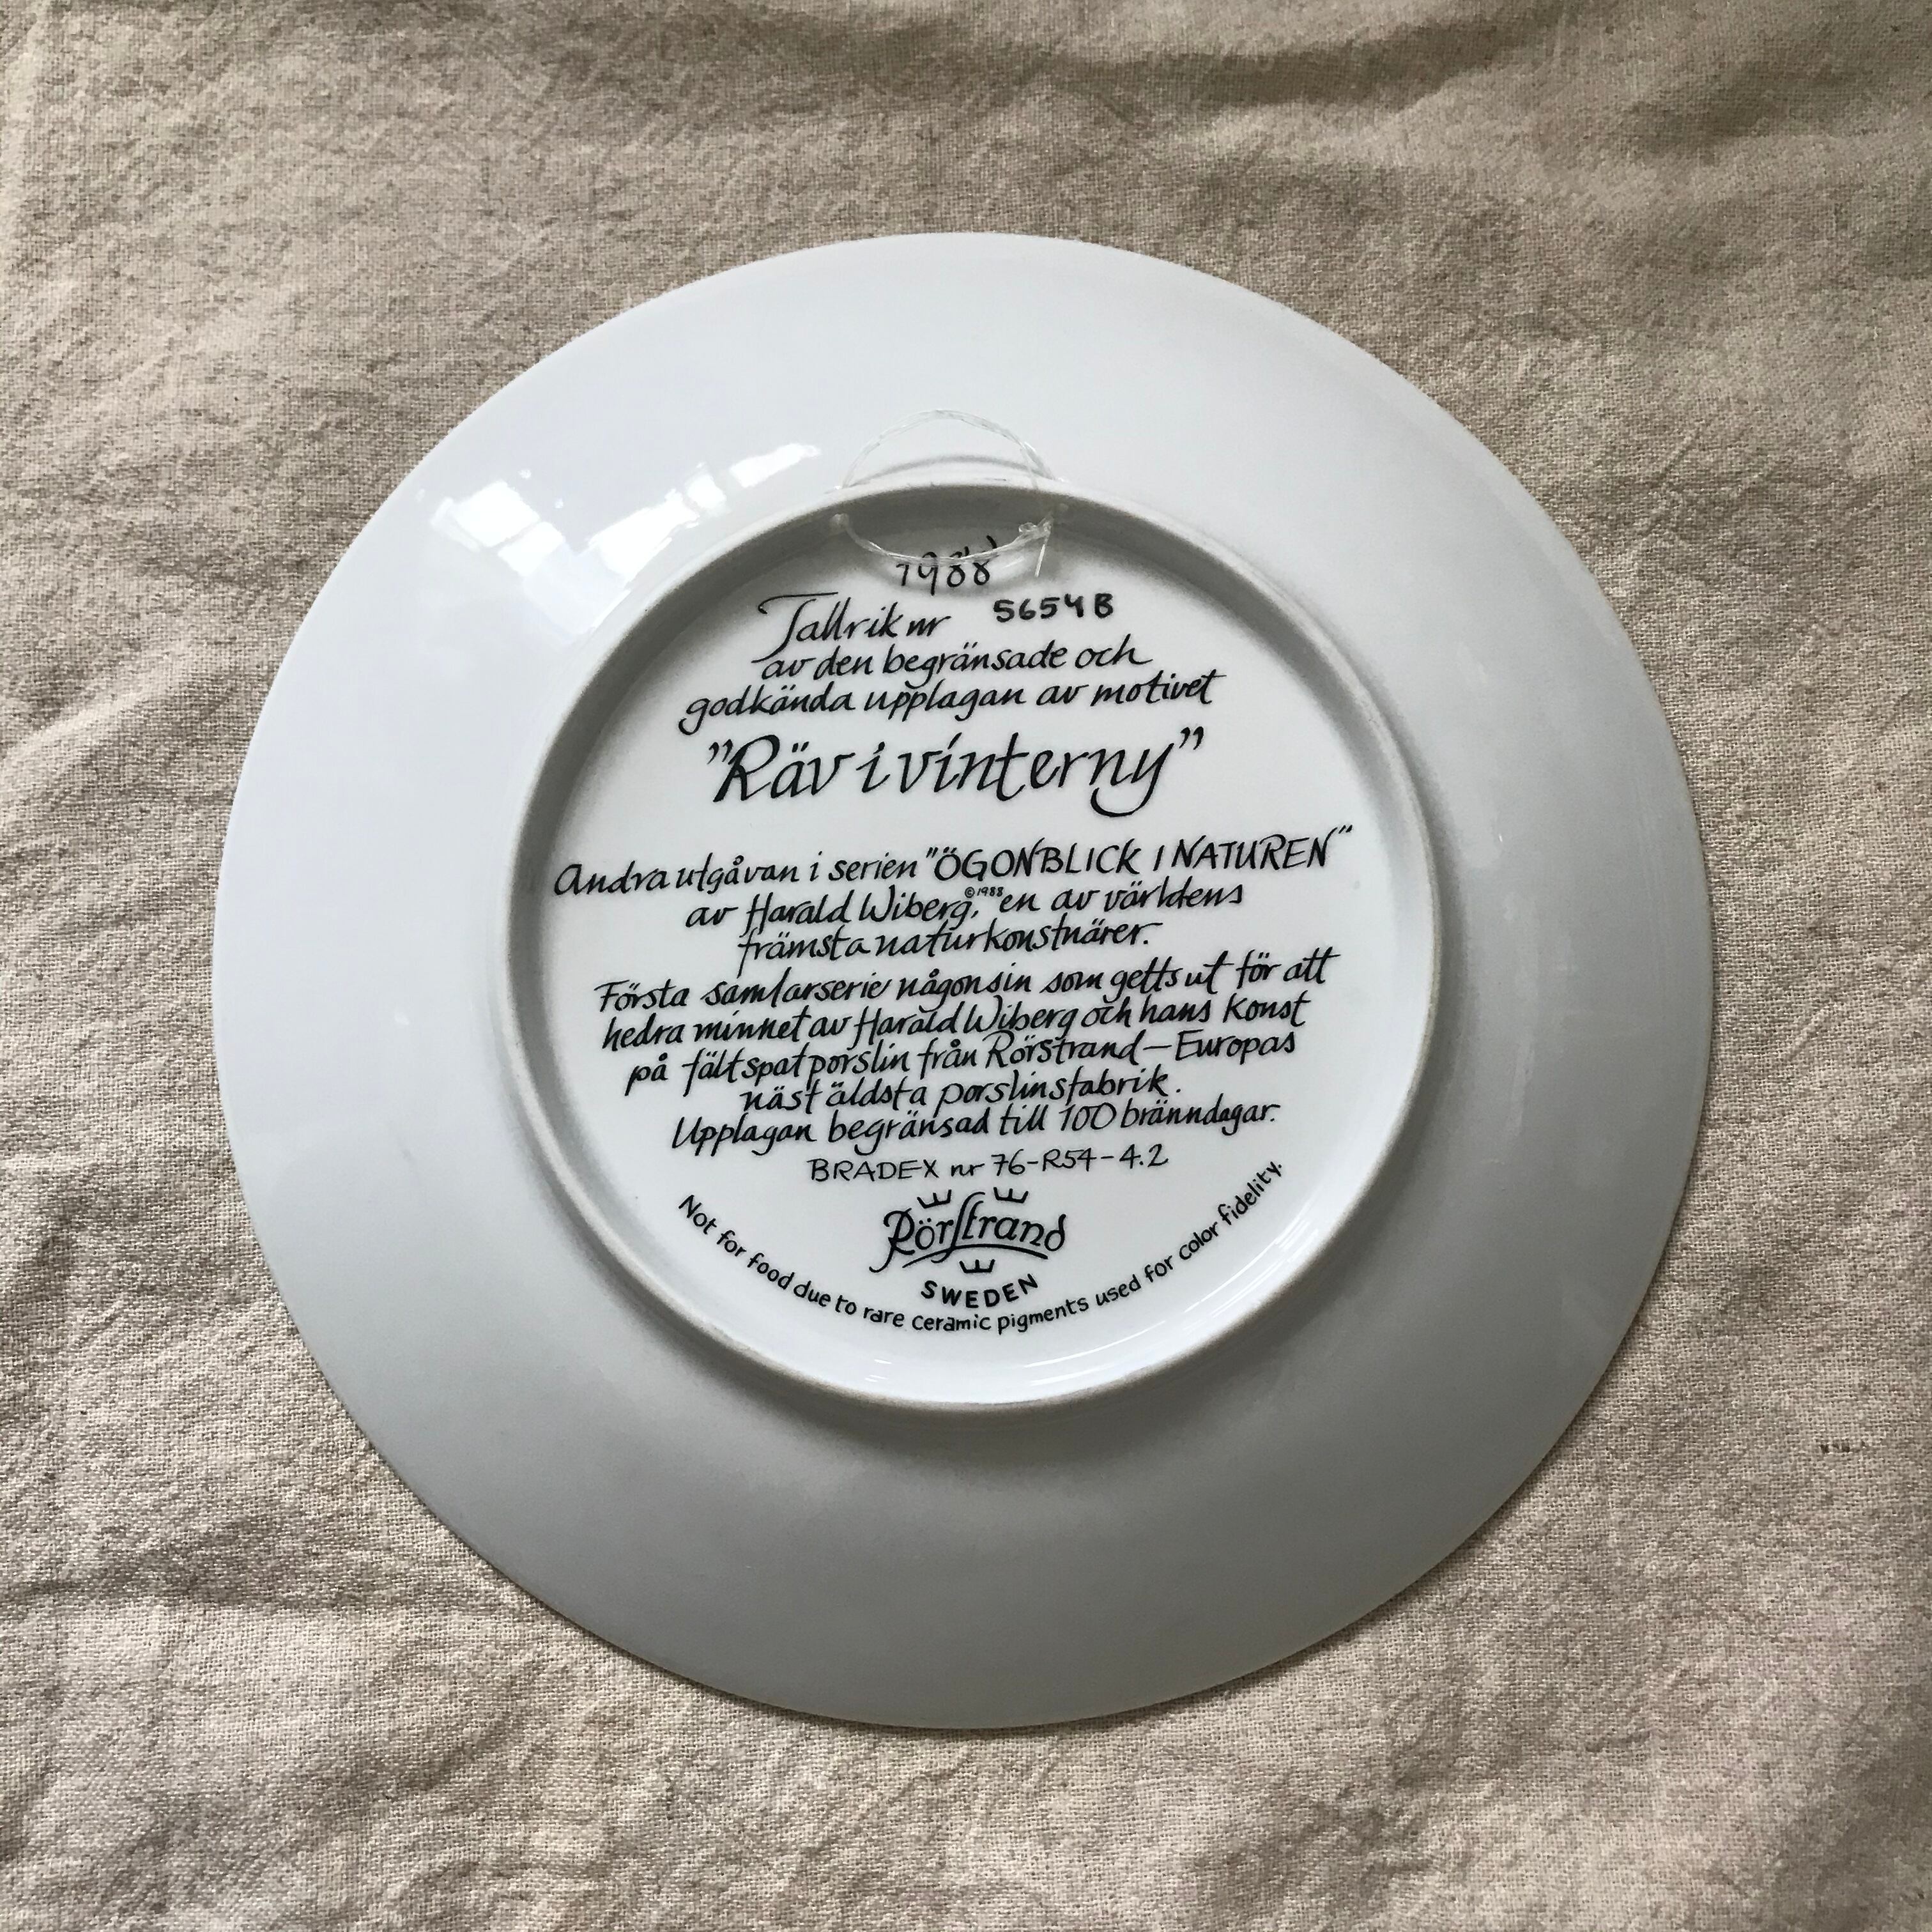 1988
Tallrik nr 5654B
av den begränsade och
godkända upplagan av motivet
"Räv i vinterny"
Andra utgåvan i serien "ÖGONBLICK I NATUREN"
av Harald Wiberg, ©1988 en av världens
främsta naturkonstnärer.
Första samlarserie någonsin som getts ut för att
hedra minnet av Harald Wiberg och hans konst
på fältspatporslin från Rörstrand—Europas
näst äldsta porslinsfabrik.
Upplagan begränsad till 100 bränndagar.
BRADEX nr 76-R54-4.2
Rörstrand
SWEDEN
Not for food due to rare ceramic pigments used for color fidelity.